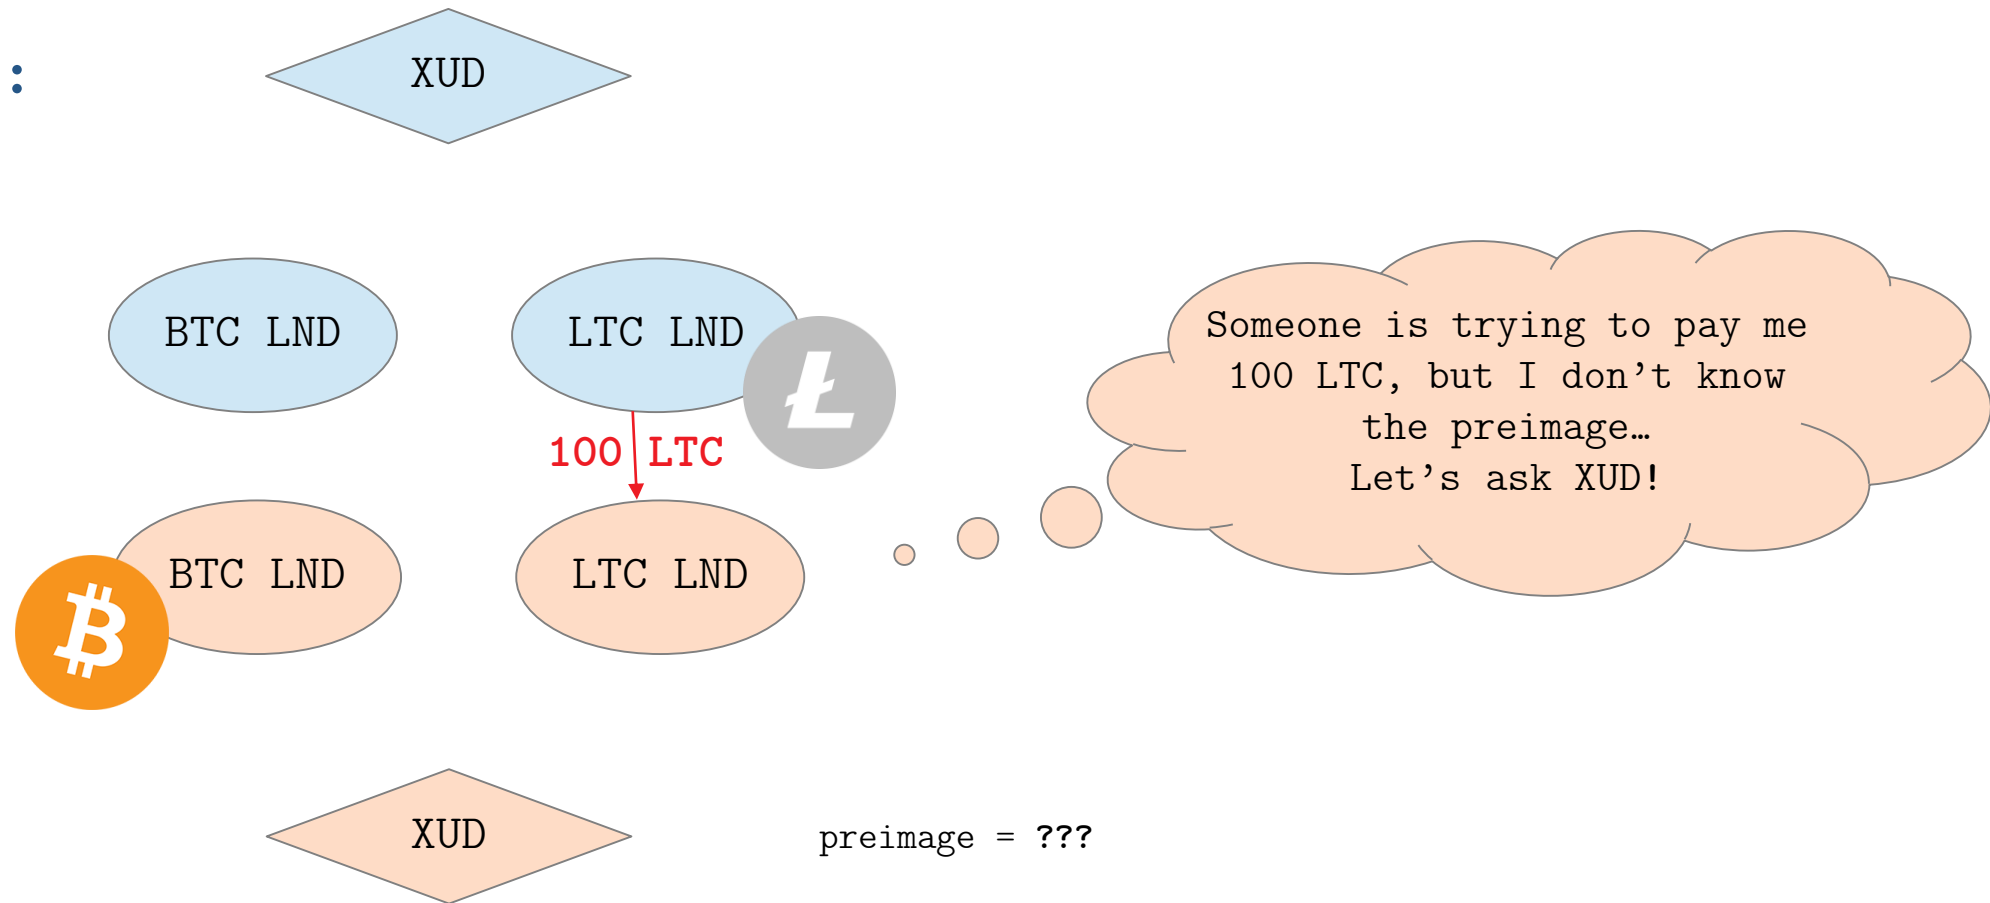 :
XUD
BTC LND
LTC LND
Someone is trying to pay me
100 LTC, but I don't know
the preimage…
Let's ask XUD!
100 LTC
BTC LND
LTC LND
XUD
preimage = ???